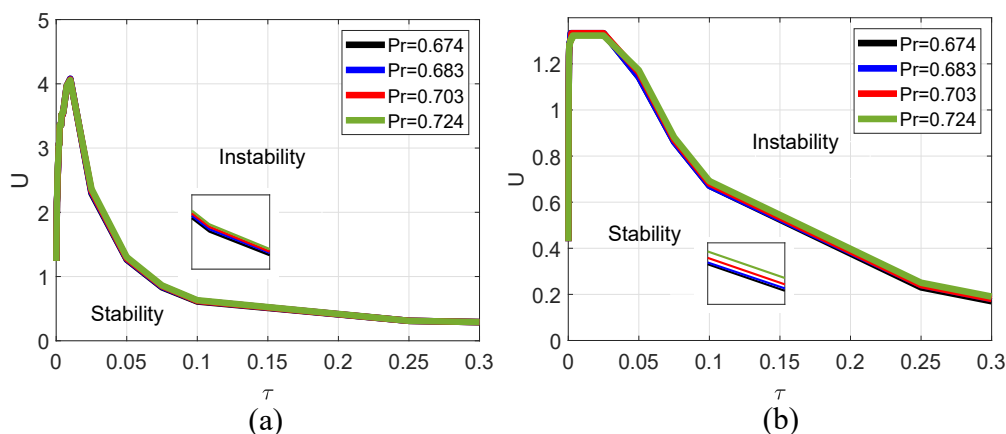 (a)
5
4
3
2
1
0
U
0
0.05
0.1
0.15
0.2
0.25
0.3
τ
Pr=0.674
Pr=0.683
Pr=0.703
Pr=0.724
Instability
Stability
(a)
(b)
1.2
1
0.8
0.6
0.4
0.2
0
U
0
0.05
0.1
0.15
0.2
0.25
0.3
τ
Pr=0.674
Pr=0.683
Pr=0.703
Pr=0.724
Instability
Stability
(b)